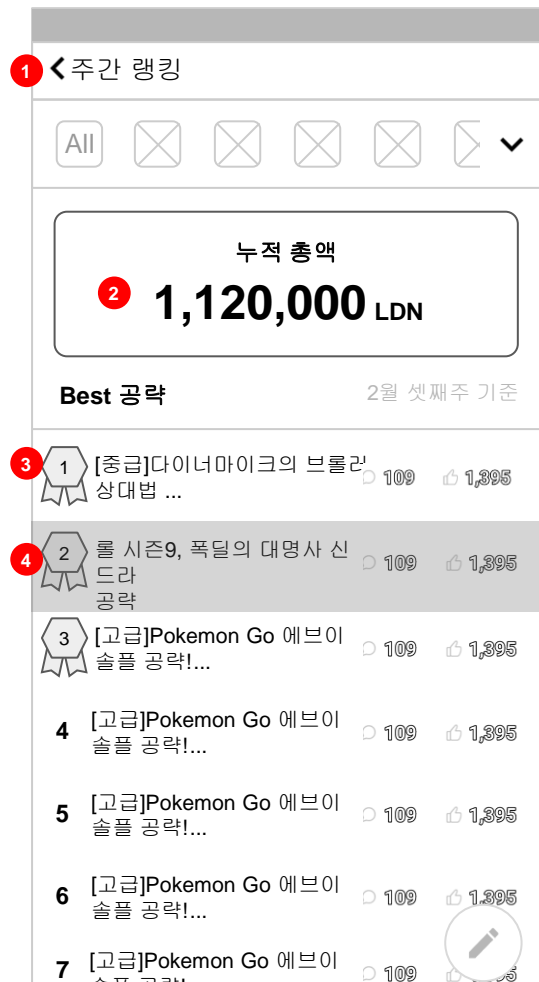 1 주간 랭킹
All
누적 총액
2 1,120,000 LDN
Best 공략 2월 셋째주 기준
3 1 [중급]다이너마이크의 브롤러 109 1,395
상대법 ...
4 2 롤 시즌9, 폭딜의 대명사 신 109 1,395
드라
공략
3 [고급]Pokemon Go 에브이 109 1,395
솔플 공략!...
4 [고급]Pokemon Go 에브이 109 1,395
솔플 공략!...
5 [고급]Pokemon Go 에브이 109 1,395
솔플 공략!...
6 [고급]Pokemon Go 에브이 109 1,395
솔플 공략!...
7 [고급]Pokemon Go 에브이 109